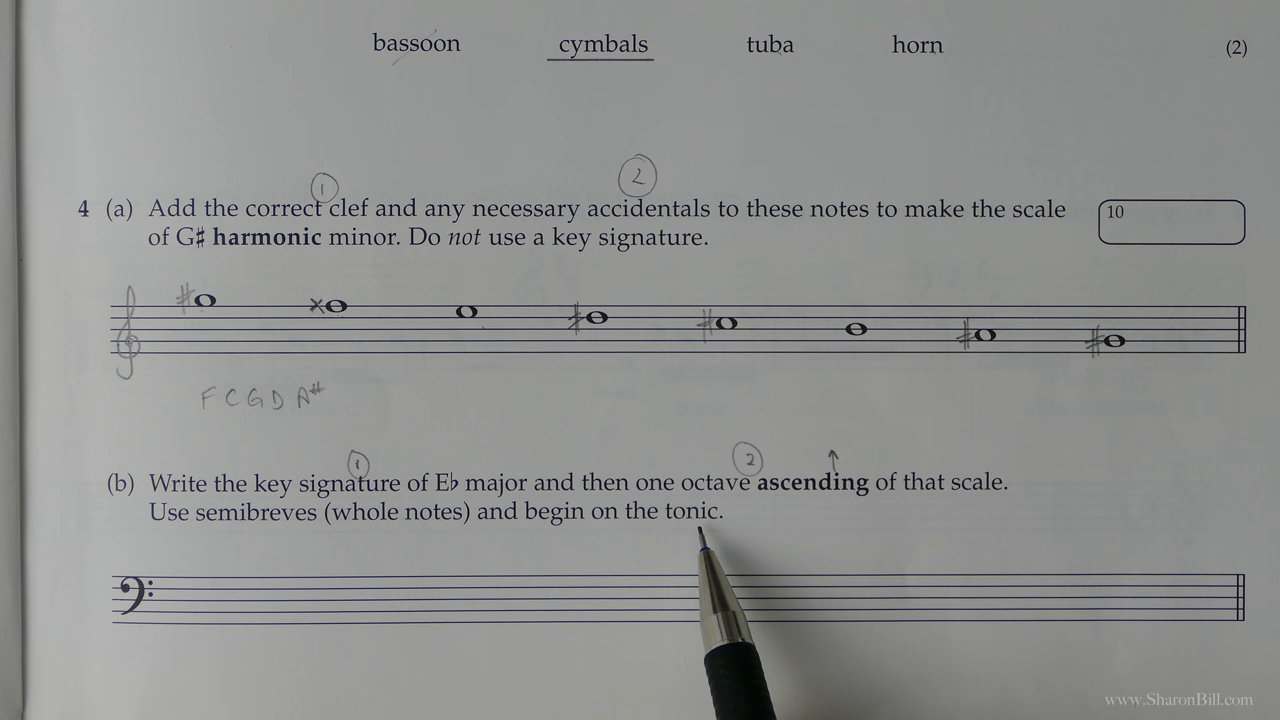 bassoon cymbals tuba horn (2)
① ②
4 (a) Add the correct clef and any necessary accidentals to these notes to make the scale
of G♯ harmonic minor. Do not use a key signature.
10
F C G D A#
① ② ↑
(b) Write the key signature of E♭ major and then one octave ascending of that scale.
Use semibreves (whole notes) and begin on the tonic.
www.SharonBill.com